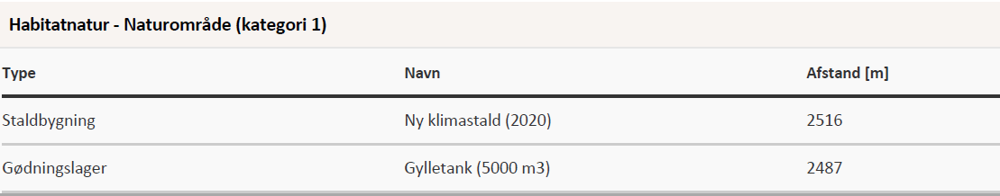 Habitatnatur - Naturområde (kategori 1)
Type Navn Afstand [m]
Staldbygning Ny klimastald (2020) 2516
Gødningslager Gylletank (5000 m3) 2487